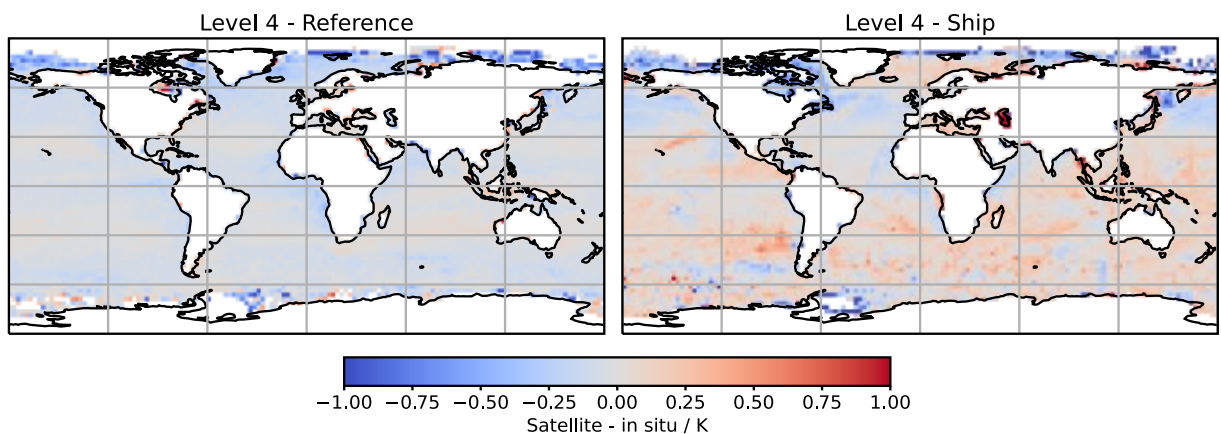 Level 4 - Reference
Level 4 - Ship
−1.00 −0.75 −0.50 −0.25 0.00 0.25 0.50 0.75 1.00
Satellite - in situ / K